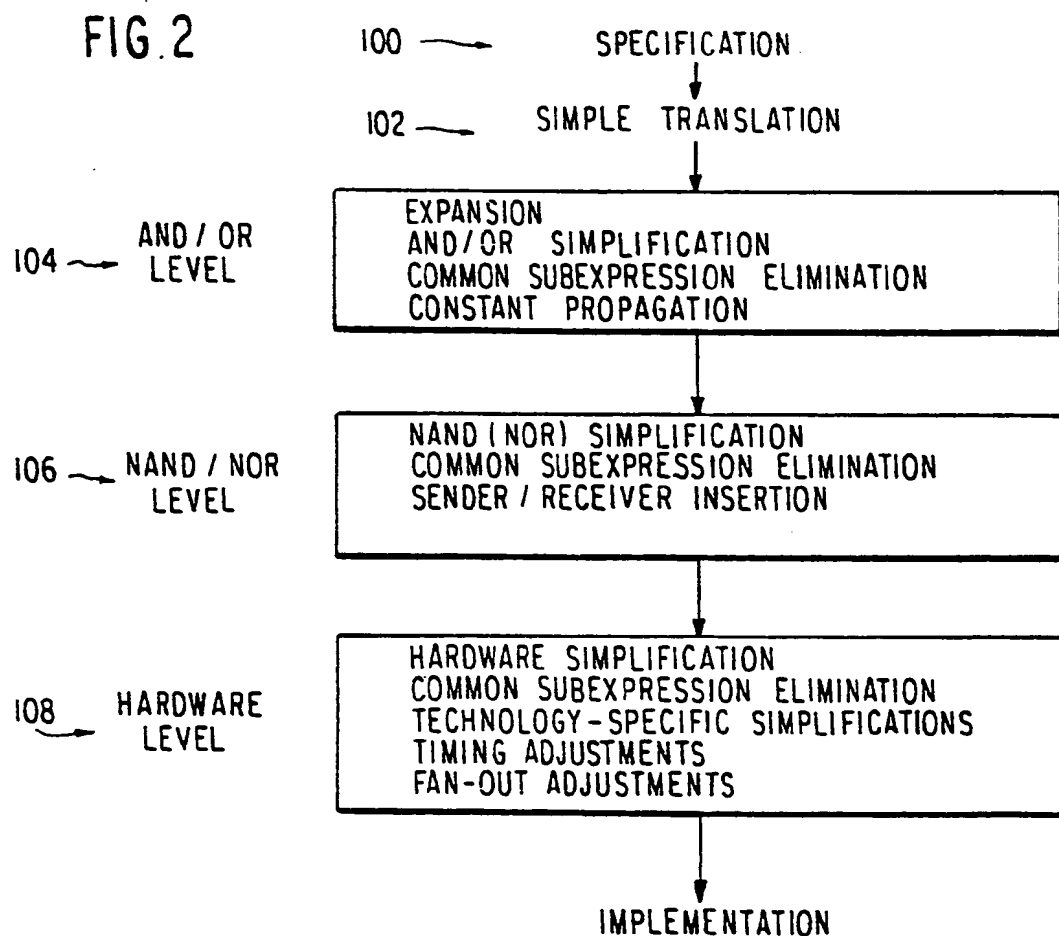 FIG. 2
100 SPECIFICATION
102 SIMPLE TRANSLATION
104 AND / OR LEVEL
EXPANSION
AND/OR SIMPLIFICATION
COMMON SUBEXPRESSION ELIMINATION
CONSTANT PROPAGATION
106 NAND / NOR LEVEL
NAND (NOR) SIMPLIFICATION
COMMON SUBEXPRESSION ELIMINATION
SENDER / RECEIVER INSERTION
108 HARDWARE LEVEL
HARDWARE SIMPLIFICATION
COMMON SUBEXPRESSION ELIMINATION
TECHNOLOGY-SPECIFIC SIMPLIFICATIONS
TIMING ADJUSTMENTS
FAN-OUT ADJUSTMENTS
IMPLEMENTATION